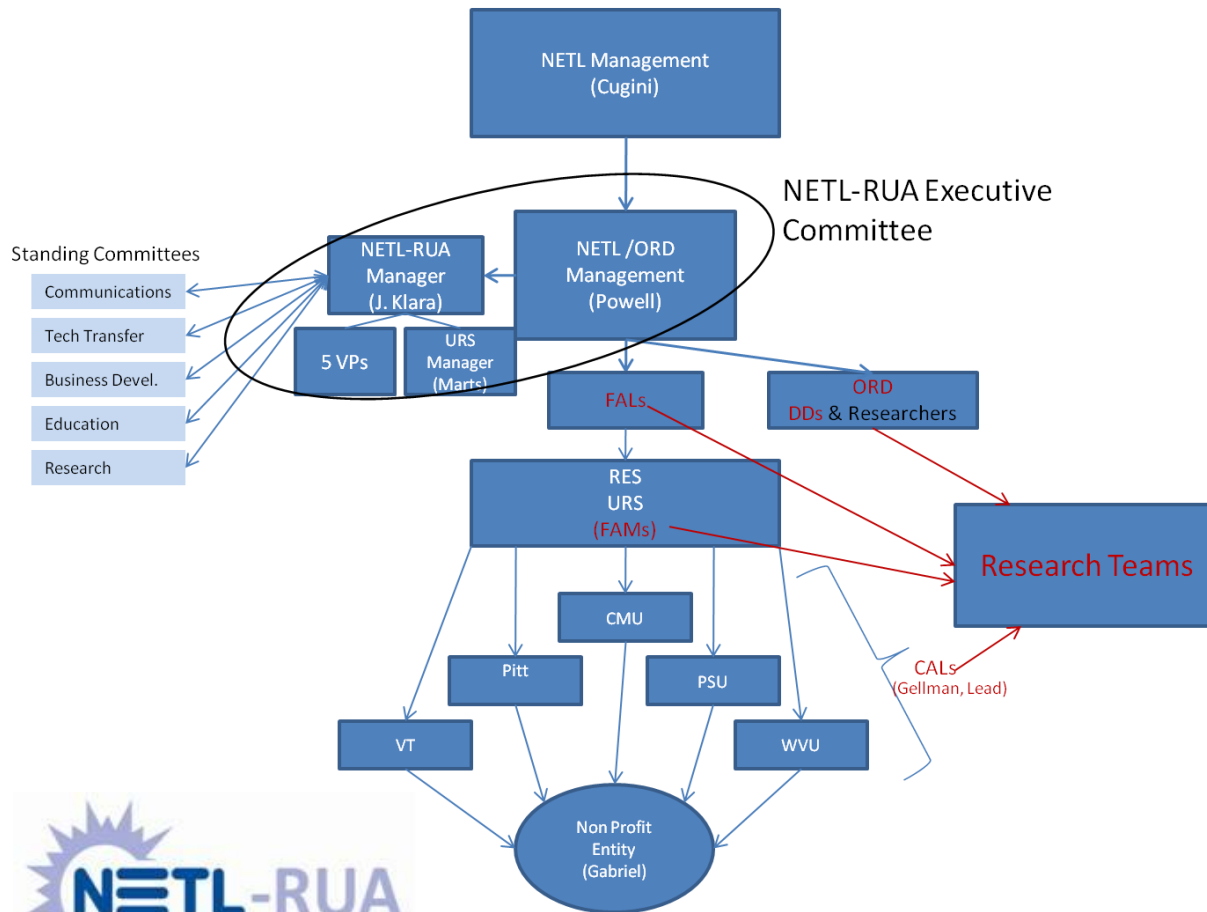 NETL Management
(Cugini)
NETL-RUA Executive
Committee
NETL /ORD
Management
(Powell)
NETL-RUA
Manager
(J. Klara)
5 VPs
URS
Manager
(Marts)
Standing Committees
Communications
Tech Transfer
Business Devel.
Education
Research
FALs
ORD
DDs & Researchers
RES
URS
(FAMs)
Research Teams
CMU
Pitt
PSU
VT
WVU
CALs
(Gellman, Lead)
Non Profit
Entity
(Gabriel)
NETL-RUA